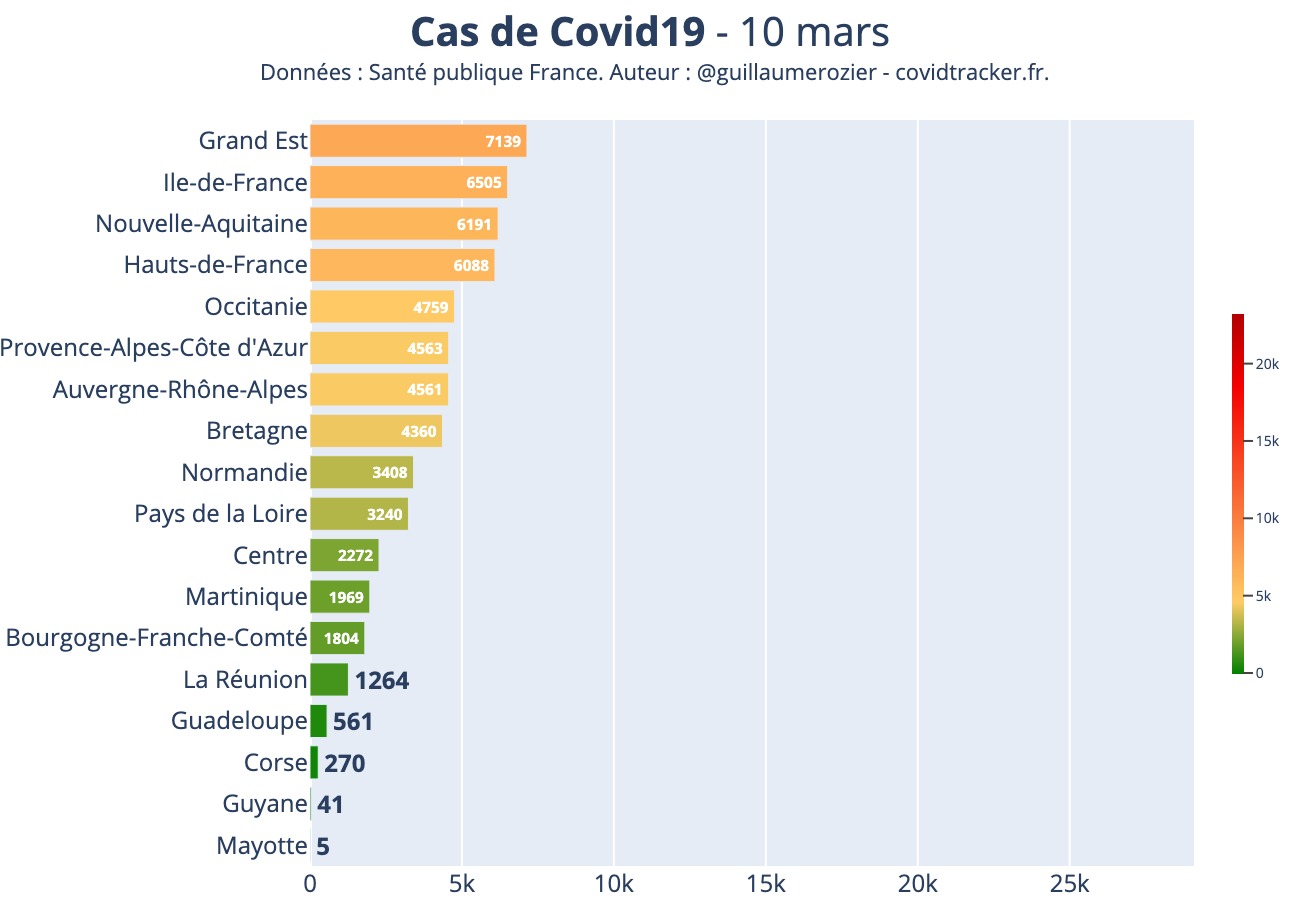 Cas de Covid19 - 10 mars
Données : Santé publique France. Auteur : @guillaumerozier - covidtracker.fr.
Grand Est 7139
Ile-de-France 6505
Nouvelle-Aquitaine 6191
Hauts-de-France 6088
Occitanie 4759
Provence-Alpes-Côte d'Azur 4563
Auvergne-Rhône-Alpes 4561
Bretagne 4360
Normandie 3408
Pays de la Loire 3240
Centre 2272
Martinique 1969
Bourgogne-Franche-Comté 1804
La Réunion 1264
Guadeloupe 561
Corse 270
Guyane 41
Mayotte 5
0 5k 10k 15k 20k 25k
20k
15k
10k
5k
0